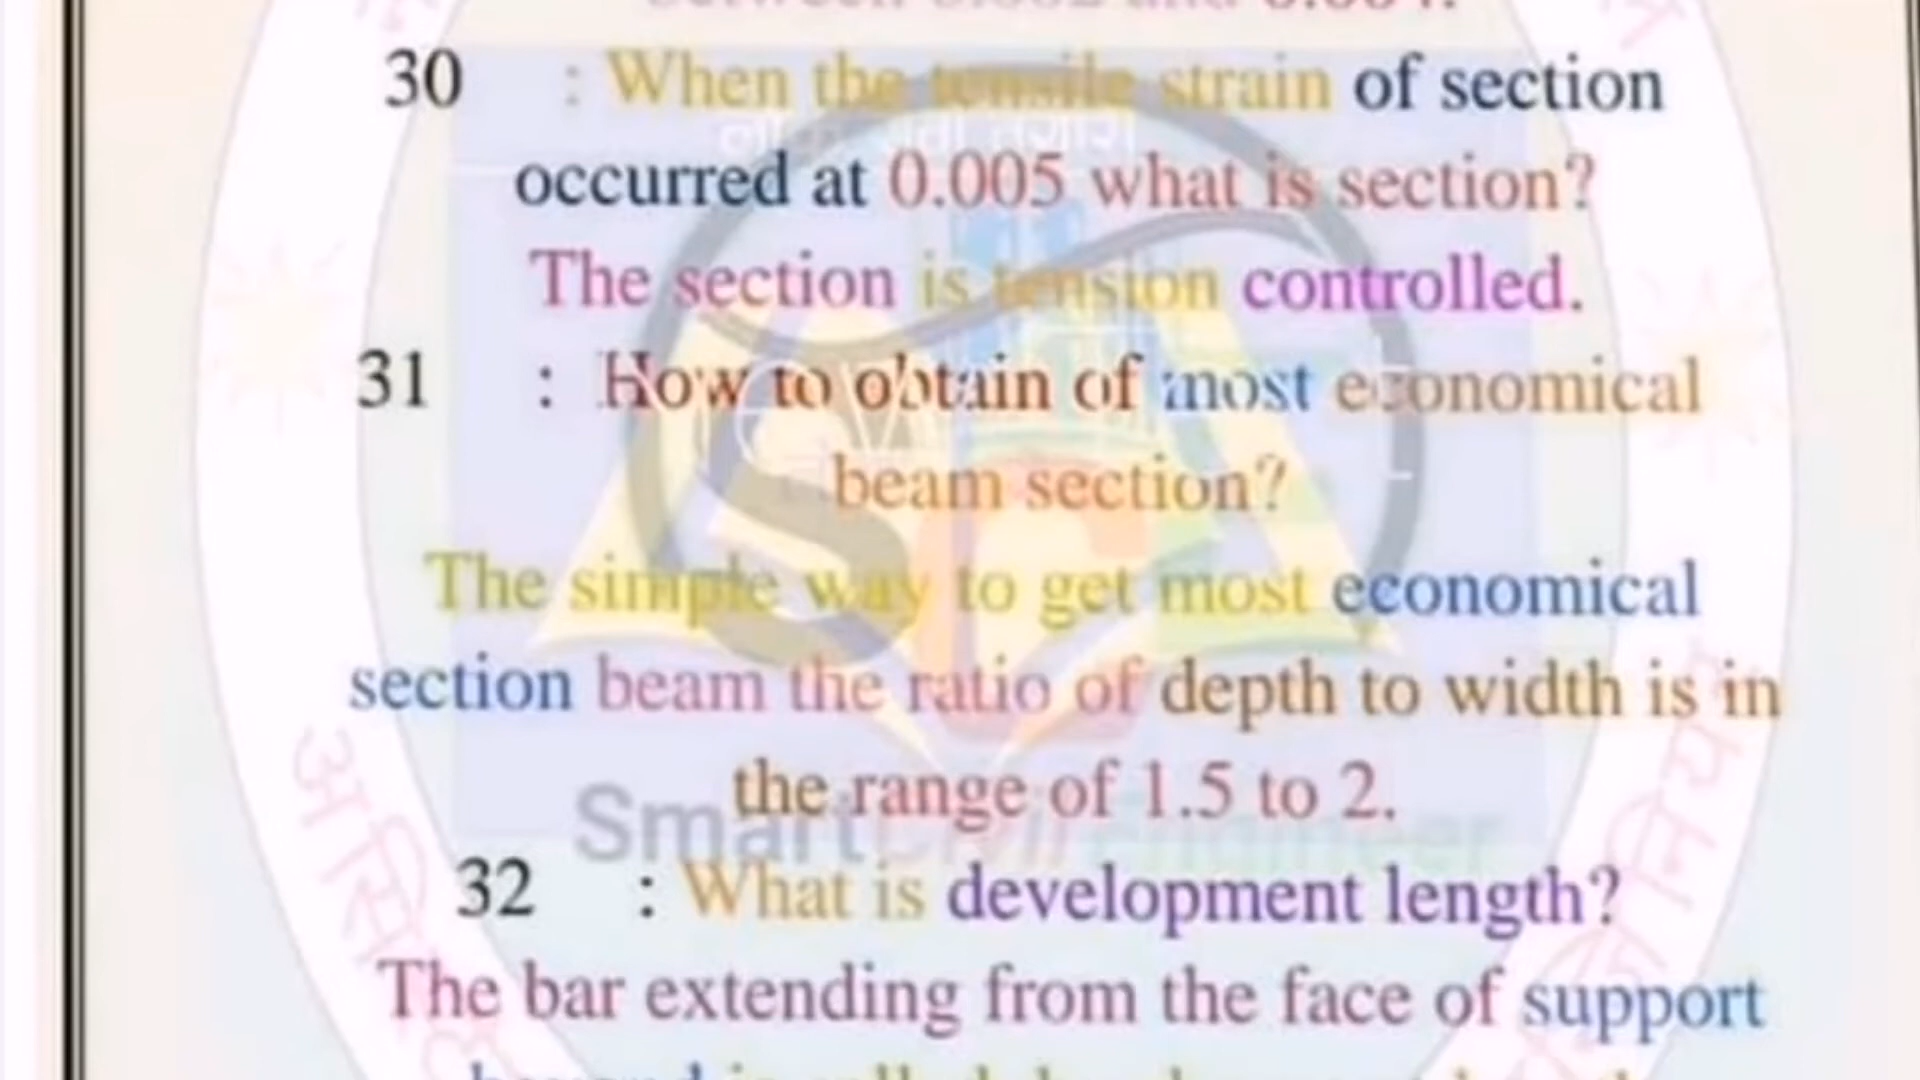 30 : When the tensile strain of section
occurred at 0.005 what is section?
The section is tension controlled.
31 : How to obtain of most economical
beam section?
The simple way to get most economical
section beam the ratio of depth to width is in
the range of 1.5 to 2.
Smart Civil Engineer
32 : What is development length?
The bar extending from the face of support